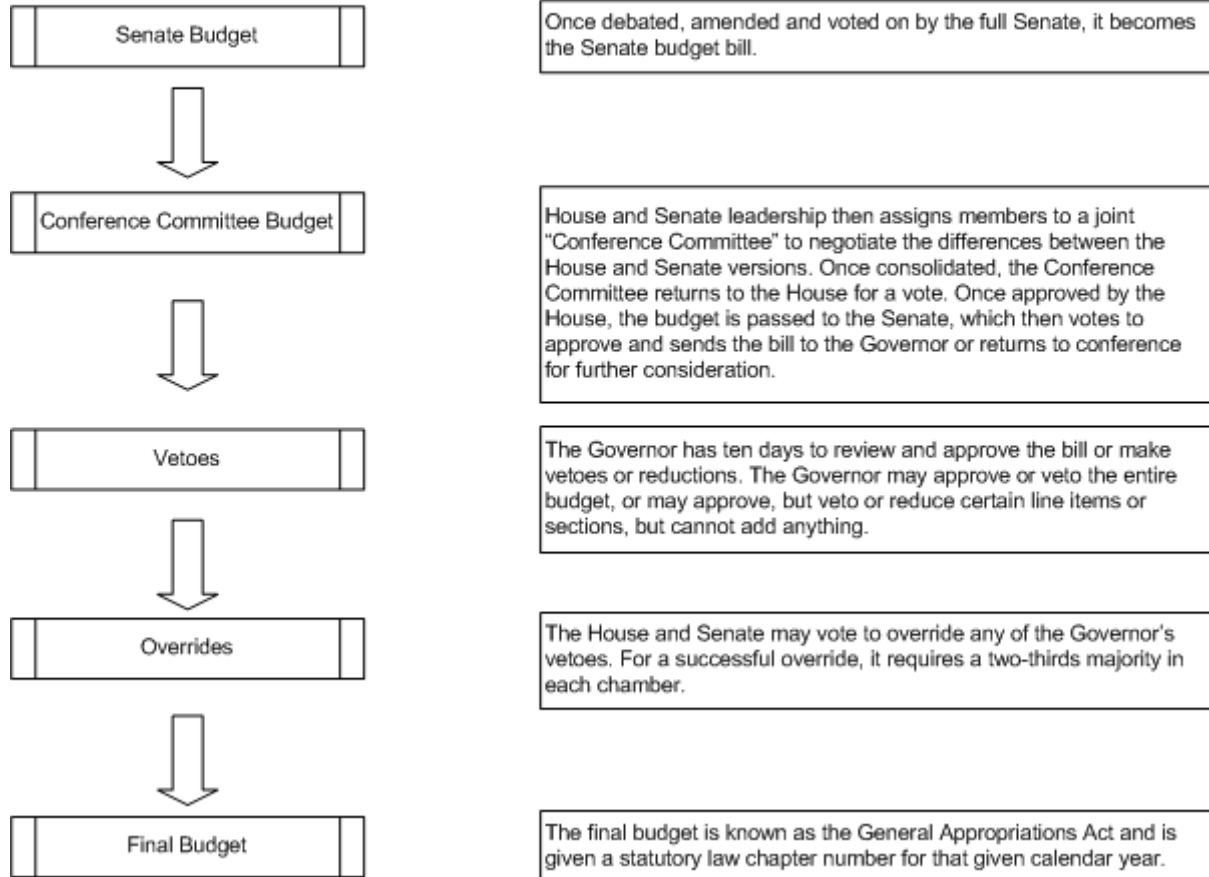 Senate Budget
Once debated, amended and voted on by the full Senate, it becomes
the Senate budget bill.
Conference Committee Budget
House and Senate leadership then assigns members to a joint
“Conference Committee” to negotiate the differences between the
House and Senate versions. Once consolidated, the Conference
Committee returns to the House for a vote. Once approved by the
House, the budget is passed to the Senate, which then votes to
approve and sends the bill to the Governor or returns to conference
for further consideration.
Vetoes
The Governor has ten days to review and approve the bill or make
vetoes or reductions. The Governor may approve or veto the entire
budget, or may approve, but veto or reduce certain line items or
sections, but cannot add anything.
Overrides
The House and Senate may vote to override any of the Governor’s
vetoes. For a successful override, it requires a two-thirds majority in
each chamber.
Final Budget
The final budget is known as the General Appropriations Act and is
given a statutory law chapter number for that given calendar year.